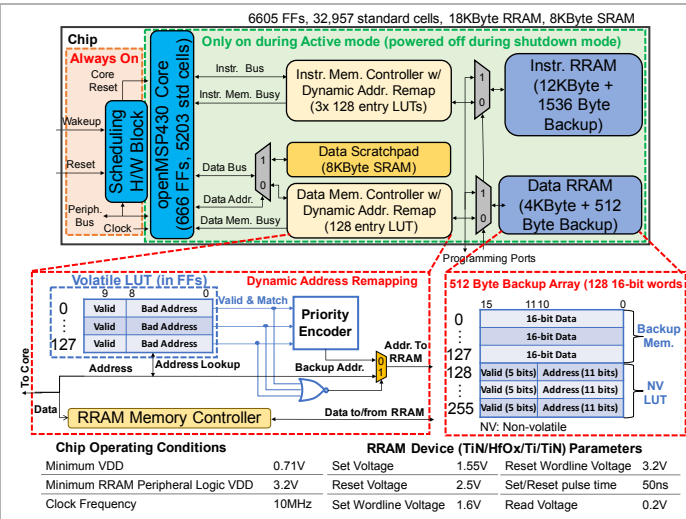 6605 FFs, 32,957 standard cells, 18KByte RRAM, 8KByte SRAM
Chip
Only on during Active mode (powered off during shutdown mode)
Always On
Core
Reset
Wakeup
Reset
Periph.
Bus
Clock
Scheduling
H/W Block
openMSP430 Core
(666 FFs, 5203 std cells)
Instr. Bus
Instr. Mem. Busy
Data Bus
Data Addr.
Data Mem. Busy
Instr. Mem. Controller w/
Dynamic Addr. Remap
(3x 128 entry LUTs)
1
0
Instr. RRAM
(12KByte +
1536 Byte
Backup)
1
0
Data Scratchpad
(8KByte SRAM)
Data Mem. Controller w/
Dynamic Addr. Remap
(128 entry LUT)
1
0
Data RRAM
(4KByte + 512
Byte Backup)
Programming Ports
Volatile LUT (in FFs)
Dynamic Address Remapping
9 8 0
0 Valid Bad Address
⋮ Valid Bad Address
127 Valid Bad Address
Valid & Match
Priority
Encoder
Address Lookup
Address
Backup Addr.
0
1
Addr. To
RRAM
To Core
Data
RRAM Memory Controller
Data to/from RRAM
512 Byte Backup Array (128 16-bit words
15 1110 0
0 16-bit Data
⋮ 16-bit Data
127 16-bit Data
128 Valid (5 bits) Address (11 bits)
⋮ Valid (5 bits) Address (11 bits)
255 Valid (5 bits) Address (11 bits)
Backup
Mem.
NV
LUT
NV: Non-volatile
Chip Operating Conditions
Minimum VDD 0.71V
Minimum RRAM Peripheral Logic VDD 3.2V
Clock Frequency 10MHz
RRAM Device (TiN/HfOx/Ti/TiN) Parameters
Set Voltage 1.55V Reset Wordline Voltage 3.2V
Reset Voltage 2.5V Set/Reset pulse time 50ns
Set Wordline Voltage 1.6V Read Voltage 0.2V